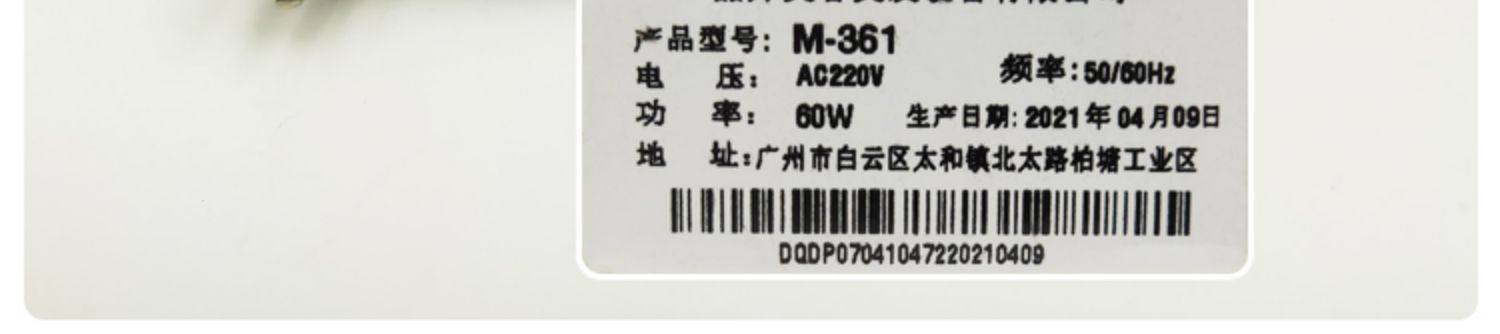 产品型号: M-361
电 压: AC220V 频率:50/60Hz
功 率: 60W 生产日期: 2021年04月09日
地 址:广州市白云区太和镇北太路柏塘工业区
DQDP07041047220210409